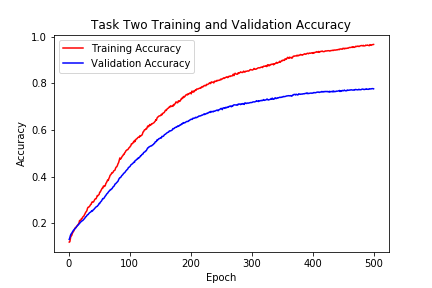 Task Two Training and Validation Accuracy
1.0
Training Accuracy
Validation Accuracy
0.8
0.6
0.4
0.2
Accuracy
0 100 200 300 400 500
Epoch